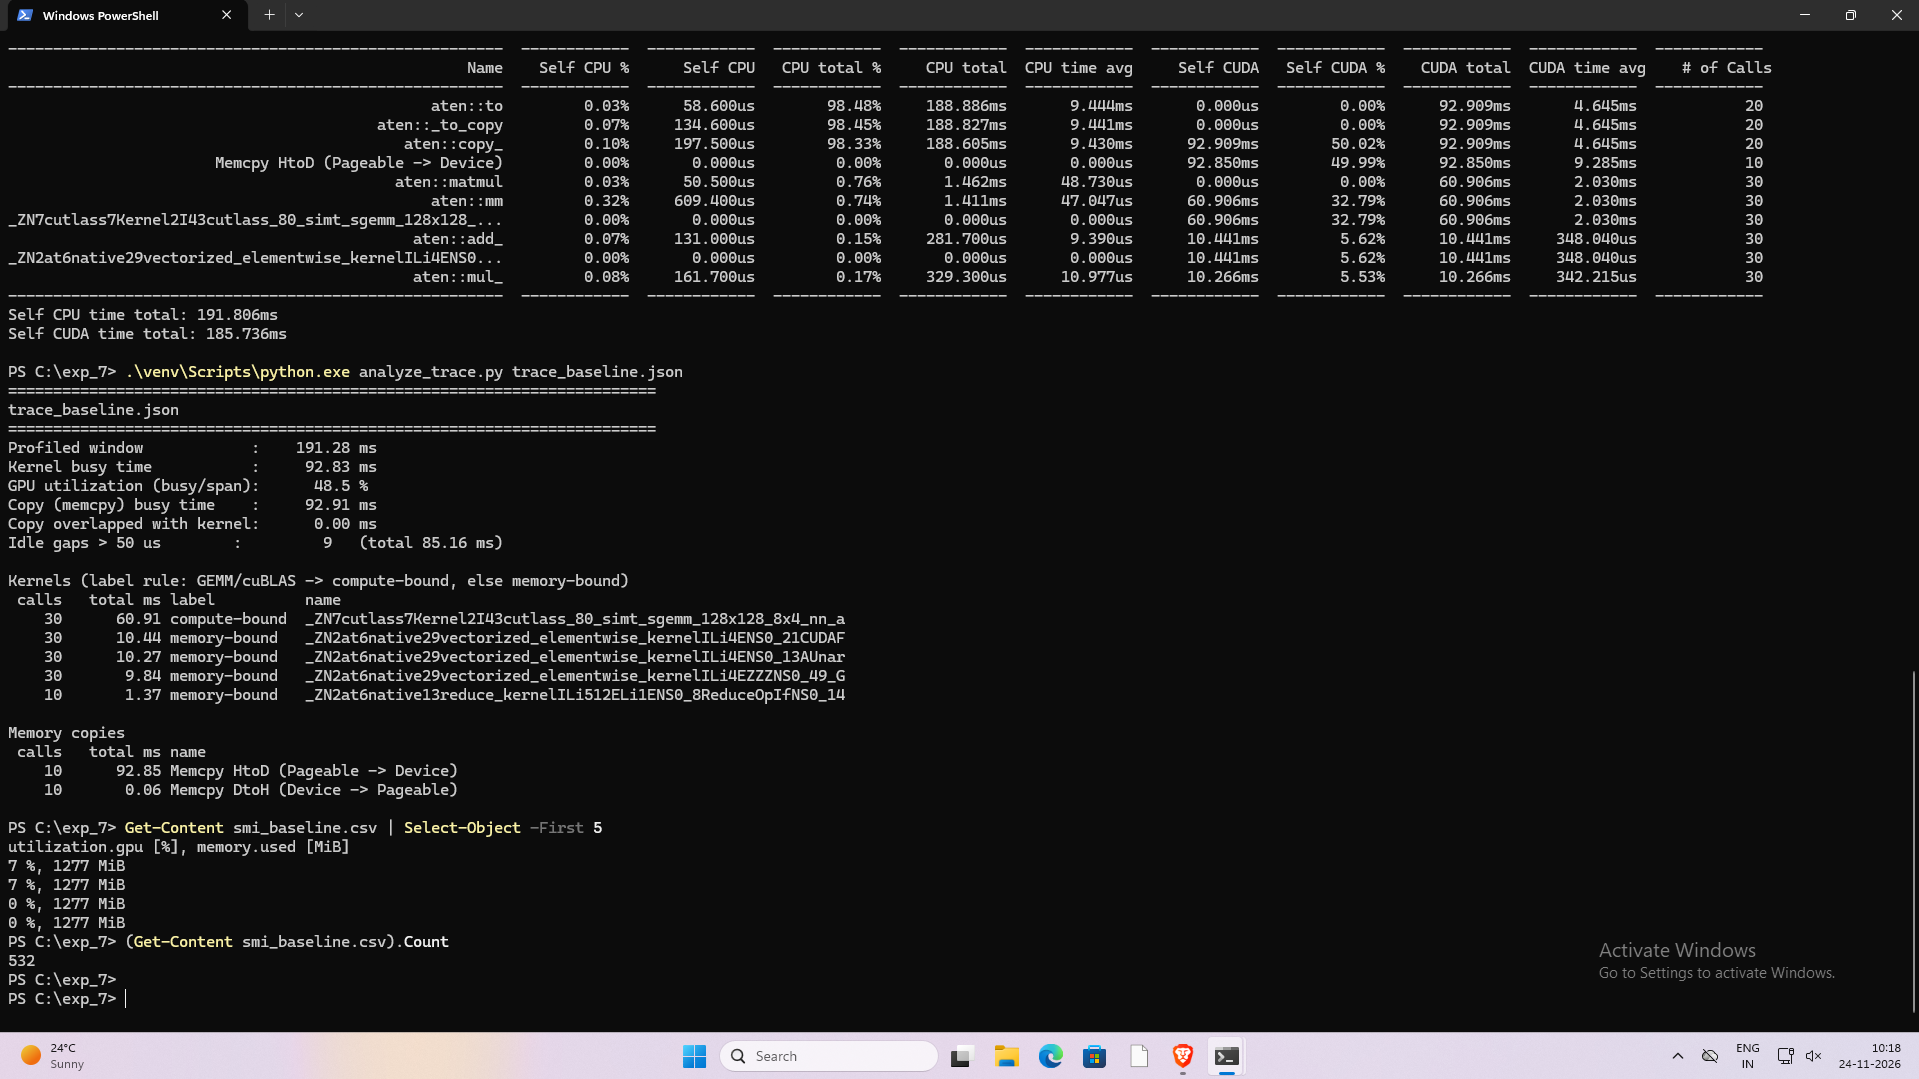 Windows PowerShell
Name Self CPU % Self CPU CPU total % CPU total CPU time avg Self CUDA Self CUDA % CUDA total CUDA time avg # of Calls
aten::to 0.03% 58.600us 98.48% 188.886ms 9.444ms 0.000us 0.00% 92.909ms 4.645ms 20
aten::_to_copy 0.07% 134.600us 98.45% 188.827ms 9.441ms 0.000us 0.00% 92.909ms 4.645ms 20
aten::copy_ 0.10% 197.500us 98.33% 188.605ms 9.430ms 92.909ms 50.02% 92.909ms 4.645ms 20
Memcpy HtoD (Pageable -> Device) 0.00% 0.000us 0.00% 0.000us 0.000us 92.850ms 49.99% 92.850ms 9.285ms 10
aten::matmul 0.03% 50.500us 0.76% 1.462ms 48.730us 0.000us 0.00% 60.906ms 2.030ms 30
aten::mm 0.32% 609.400us 0.74% 1.411ms 47.047us 60.906ms 32.79% 60.906ms 2.030ms 30
_ZN7cutlass7Kernel2I43cutlass_80_simt_sgemm_128x128_... 0.00% 0.000us 0.00% 0.000us 0.000us 60.906ms 32.79% 60.906ms 2.030ms 30
aten::add_ 0.07% 131.000us 0.15% 281.700us 9.390us 10.441ms 5.62% 10.441ms 348.040us 30
_ZN2at6native29vectorized_elementwise_kernelILi4ENS0... 0.00% 0.000us 0.00% 0.000us 0.000us 10.441ms 5.62% 10.441ms 348.040us 30
aten::mul_ 0.08% 161.700us 0.17% 329.300us 10.977us 10.266ms 5.53% 10.266ms 342.215us 30
Self CPU time total: 191.806ms
Self CUDA time total: 185.736ms
PS C:\exp_7> .\venv\Scripts\python.exe analyze_trace.py trace_baseline.json
========================================================================
trace_baseline.json
========================================================================
Profiled window : 191.28 ms
Kernel busy time : 92.83 ms
GPU utilization (busy/span): 48.5 %
Copy (memcpy) busy time : 92.91 ms
Copy overlapped with kernel: 0.00 ms
Idle gaps > 50 us : 9 (total 85.16 ms)
Kernels (label rule: GEMM/cuBLAS -> compute-bound, else memory-bound)
calls total ms label name
30 60.91 compute-bound _ZN7cutlass7Kernel2I43cutlass_80_simt_sgemm_128x128_8x4_nn_a
30 10.44 memory-bound _ZN2at6native29vectorized_elementwise_kernelILi4ENS0_21CUDAF
30 10.27 memory-bound _ZN2at6native29vectorized_elementwise_kernelILi4ENS0_13AUnar
30 9.84 memory-bound _ZN2at6native29vectorized_elementwise_kernelILi4EZZZNS0_49_G
10 1.37 memory-bound _ZN2at6native13reduce_kernelILi512ELi1ENS0_8ReduceOpIfNS0_14
Memory copies
calls total ms name
10 92.85 Memcpy HtoD (Pageable -> Device)
10 0.06 Memcpy DtoH (Device -> Pageable)
PS C:\exp_7> Get-Content smi_baseline.csv | Select-Object -First 5
utilization.gpu [%], memory.used [MiB]
7 %, 1277 MiB
7 %, 1277 MiB
0 %, 1277 MiB
0 %, 1277 MiB
PS C:\exp_7> (Get-Content smi_baseline.csv).Count
532
PS C:\exp_7>
PS C:\exp_7>
Activate Windows
Go to Settings to activate Windows.
24°C
Sunny
Search
ENG
IN
10:18
24-11-2026